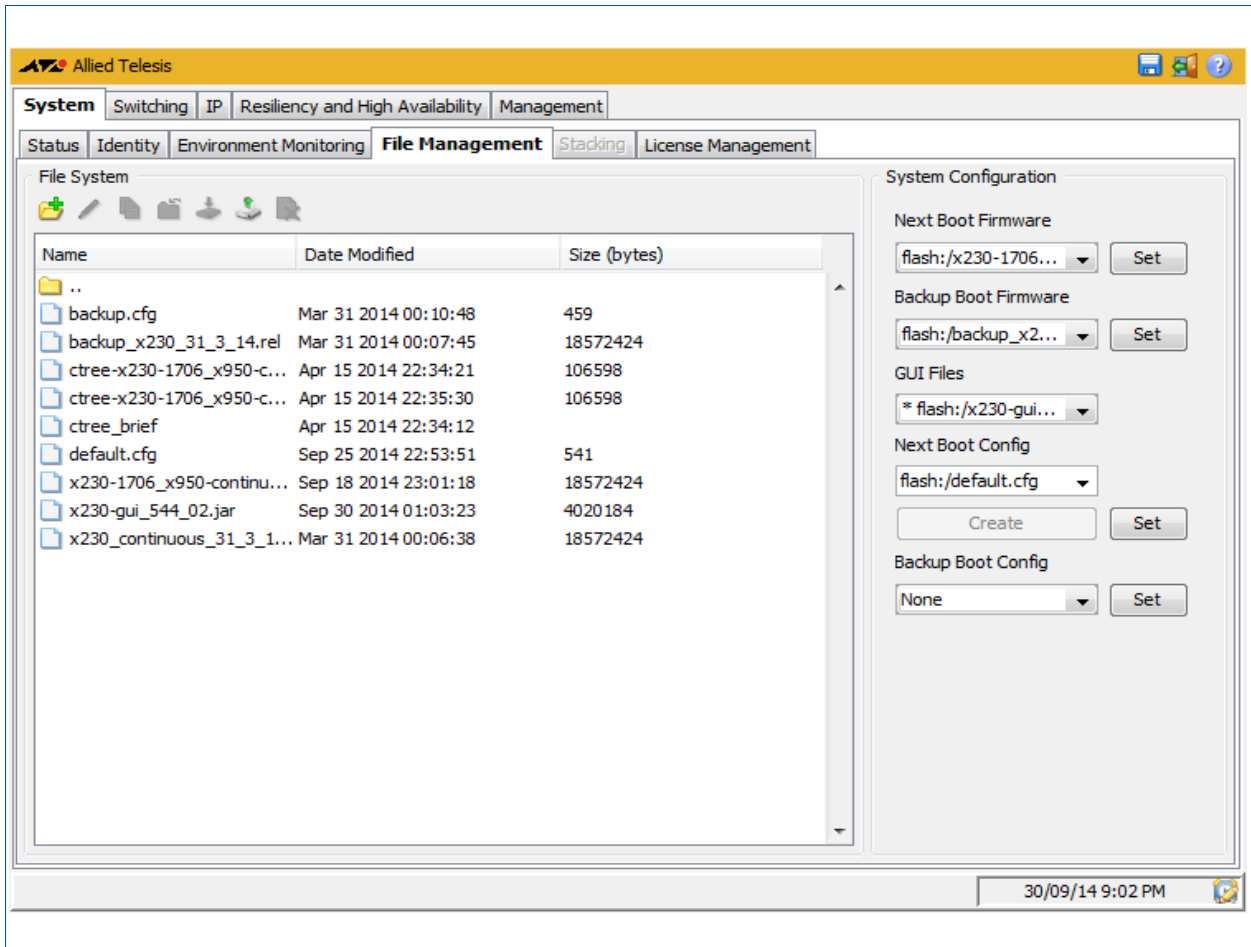 Allied Telesis
System Switching IP Resiliency and High Availability Management
Status Identity Environment Monitoring File Management Stacking License Management
File System
Name Date Modified Size (bytes)
..
backup.cfg Mar 31 2014 00:10:48 459
backup_x230_31_3_14.rel Mar 31 2014 00:07:45 18572424
ctree-x230-1706_x950-c... Apr 15 2014 22:34:21 106598
ctree-x230-1706_x950-c... Apr 15 2014 22:35:30 106598
ctree_brief Apr 15 2014 22:34:12
default.cfg Sep 25 2014 22:53:51 541
x230-1706_x950-continu... Sep 18 2014 23:01:18 18572424
x230-gui_544_02.jar Sep 30 2014 01:03:23 4020184
x230_continuous_31_3_1... Mar 31 2014 00:06:38 18572424
System Configuration
Next Boot Firmware
flash:/x230-1706... Set
Backup Boot Firmware
flash:/backup_x2... Set
GUI Files
* flash:/x230-gui...
Next Boot Config
flash:/default.cfg
Create Set
Backup Boot Config
None Set
30/09/14 9:02 PM